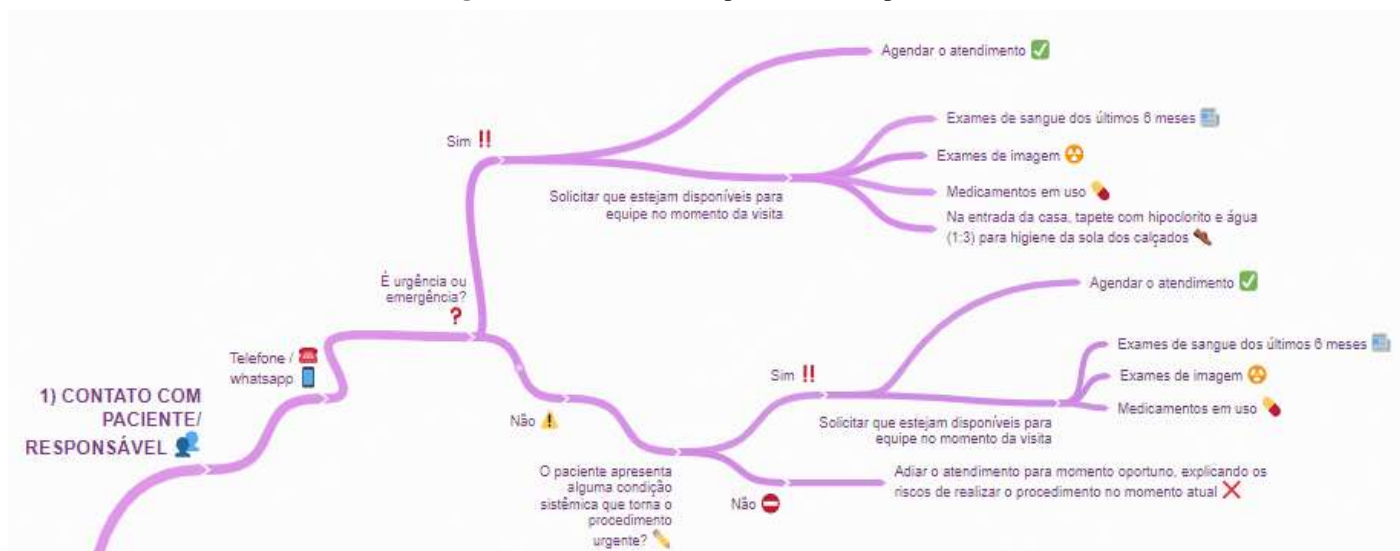 1) CONTATO COM
PACIENTE/
RESPONSÁVEL
Telefone /
whatsapp
É urgência ou
emergência?
Sim
Agendar o atendimento
Solicitar que estejam disponíveis para
equipe no momento da visita
Exames de sangue dos últimos 6 meses
Exames de imagem
Medicamentos em uso
Na entrada da casa, tapete com hipoclorito e água
(1:3) para higiene da sola dos calçados
Não
O paciente apresenta
alguma condição
sistêmica que torna o
procedimento
urgente?
Sim
Agendar o atendimento
Solicitar que estejam disponíveis para
equipe no momento da visita
Exames de sangue dos últimos 6 meses
Exames de imagem
Medicamentos em uso
Não
Adiar o atendimento para momento oportuno, explicando os
riscos de realizar o procedimento no momento atual